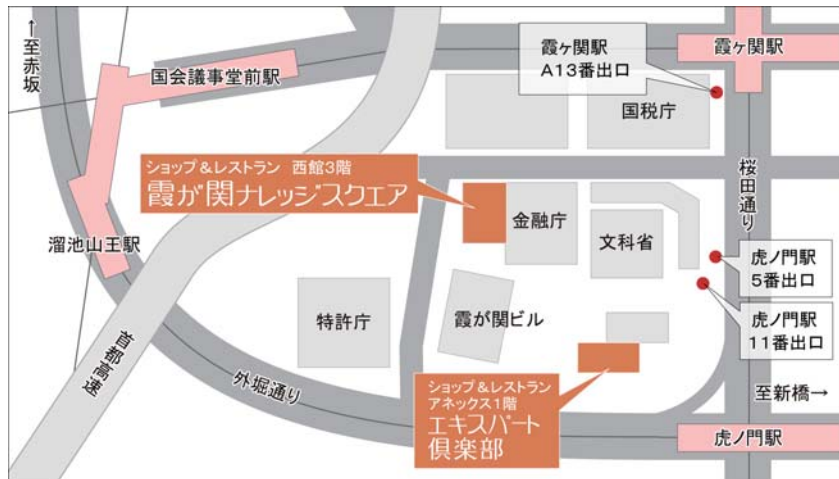 ↑至赤坂
国会議事堂前駅
霞ヶ関駅
A13番出口
霞ヶ関駅
国税庁
ショップ&レストラン 西館3階
霞が関ナレッジスクエア
桜田通り
金融庁
文科省
溜池山王駅
虎ノ門駅
5番出口
特許庁
霞が関ビル
虎ノ門駅
11番出口
首都高速
外堀通り
ショップ&レストラン
アネックス1階
エキスパート
倶楽部
至新橋→
虎ノ門駅